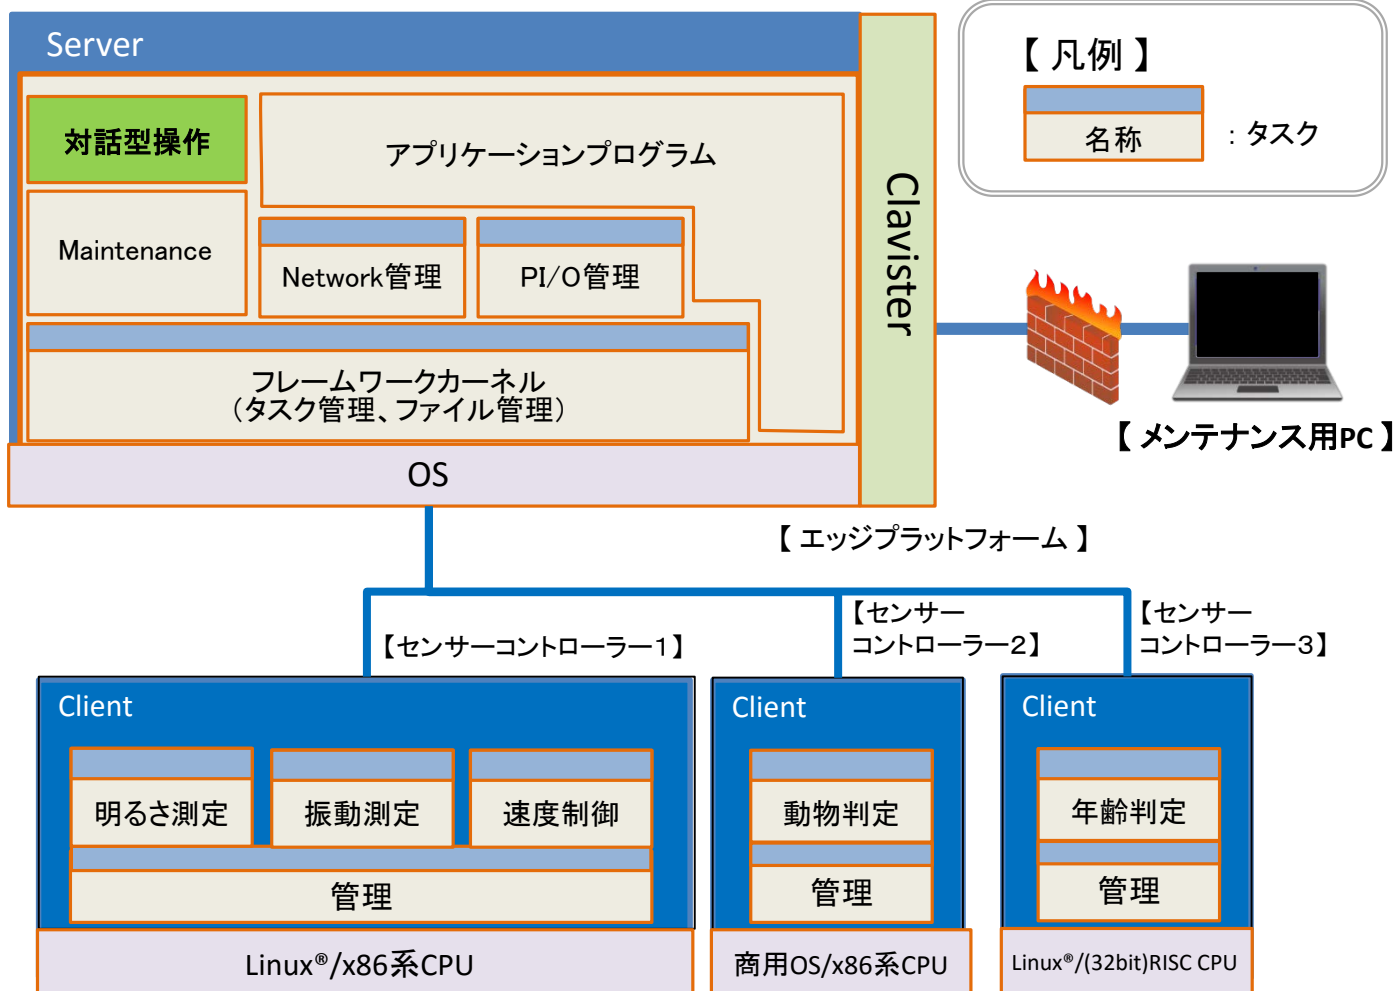 Server
対話型操作
アプリケーションプログラム
Maintenance
Network管理
PI/O管理
フレームワークカーネル
（タスク管理、ファイル管理）
OS
Clavister
【 凡例 】
名称
：タスク
【 メンテナンス用PC 】
【 エッジプラットフォーム 】
【センサーコントローラー１】
【センサー
コントローラー２】
【センサー
コントローラー３】
Client
明るさ測定
振動測定
速度制御
管理
Linux®/x86系CPU
Client
動物判定
管理
商用OS/x86系CPU
Client
年齢判定
管理
Linux®/(32bit)RISC CPU